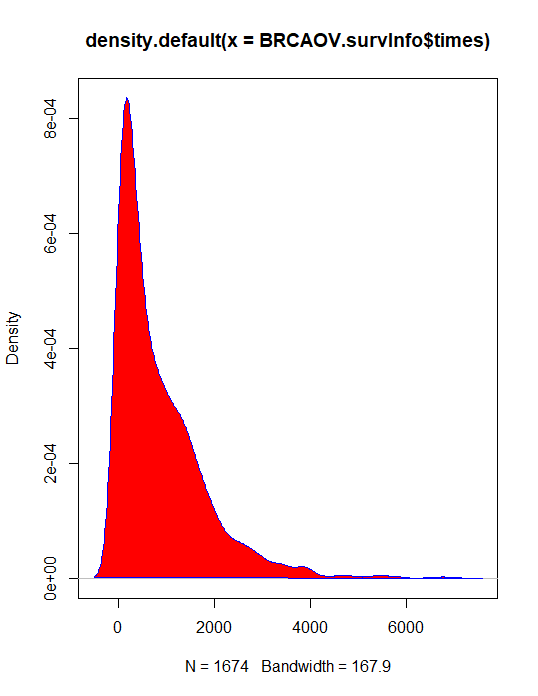 density.default(x = BRCAOV.survInfo$times)
Density
8e-04
6e-04
4e-04
2e-04
0e+00
0 2000 4000 6000
N = 1674 Bandwidth = 167.9